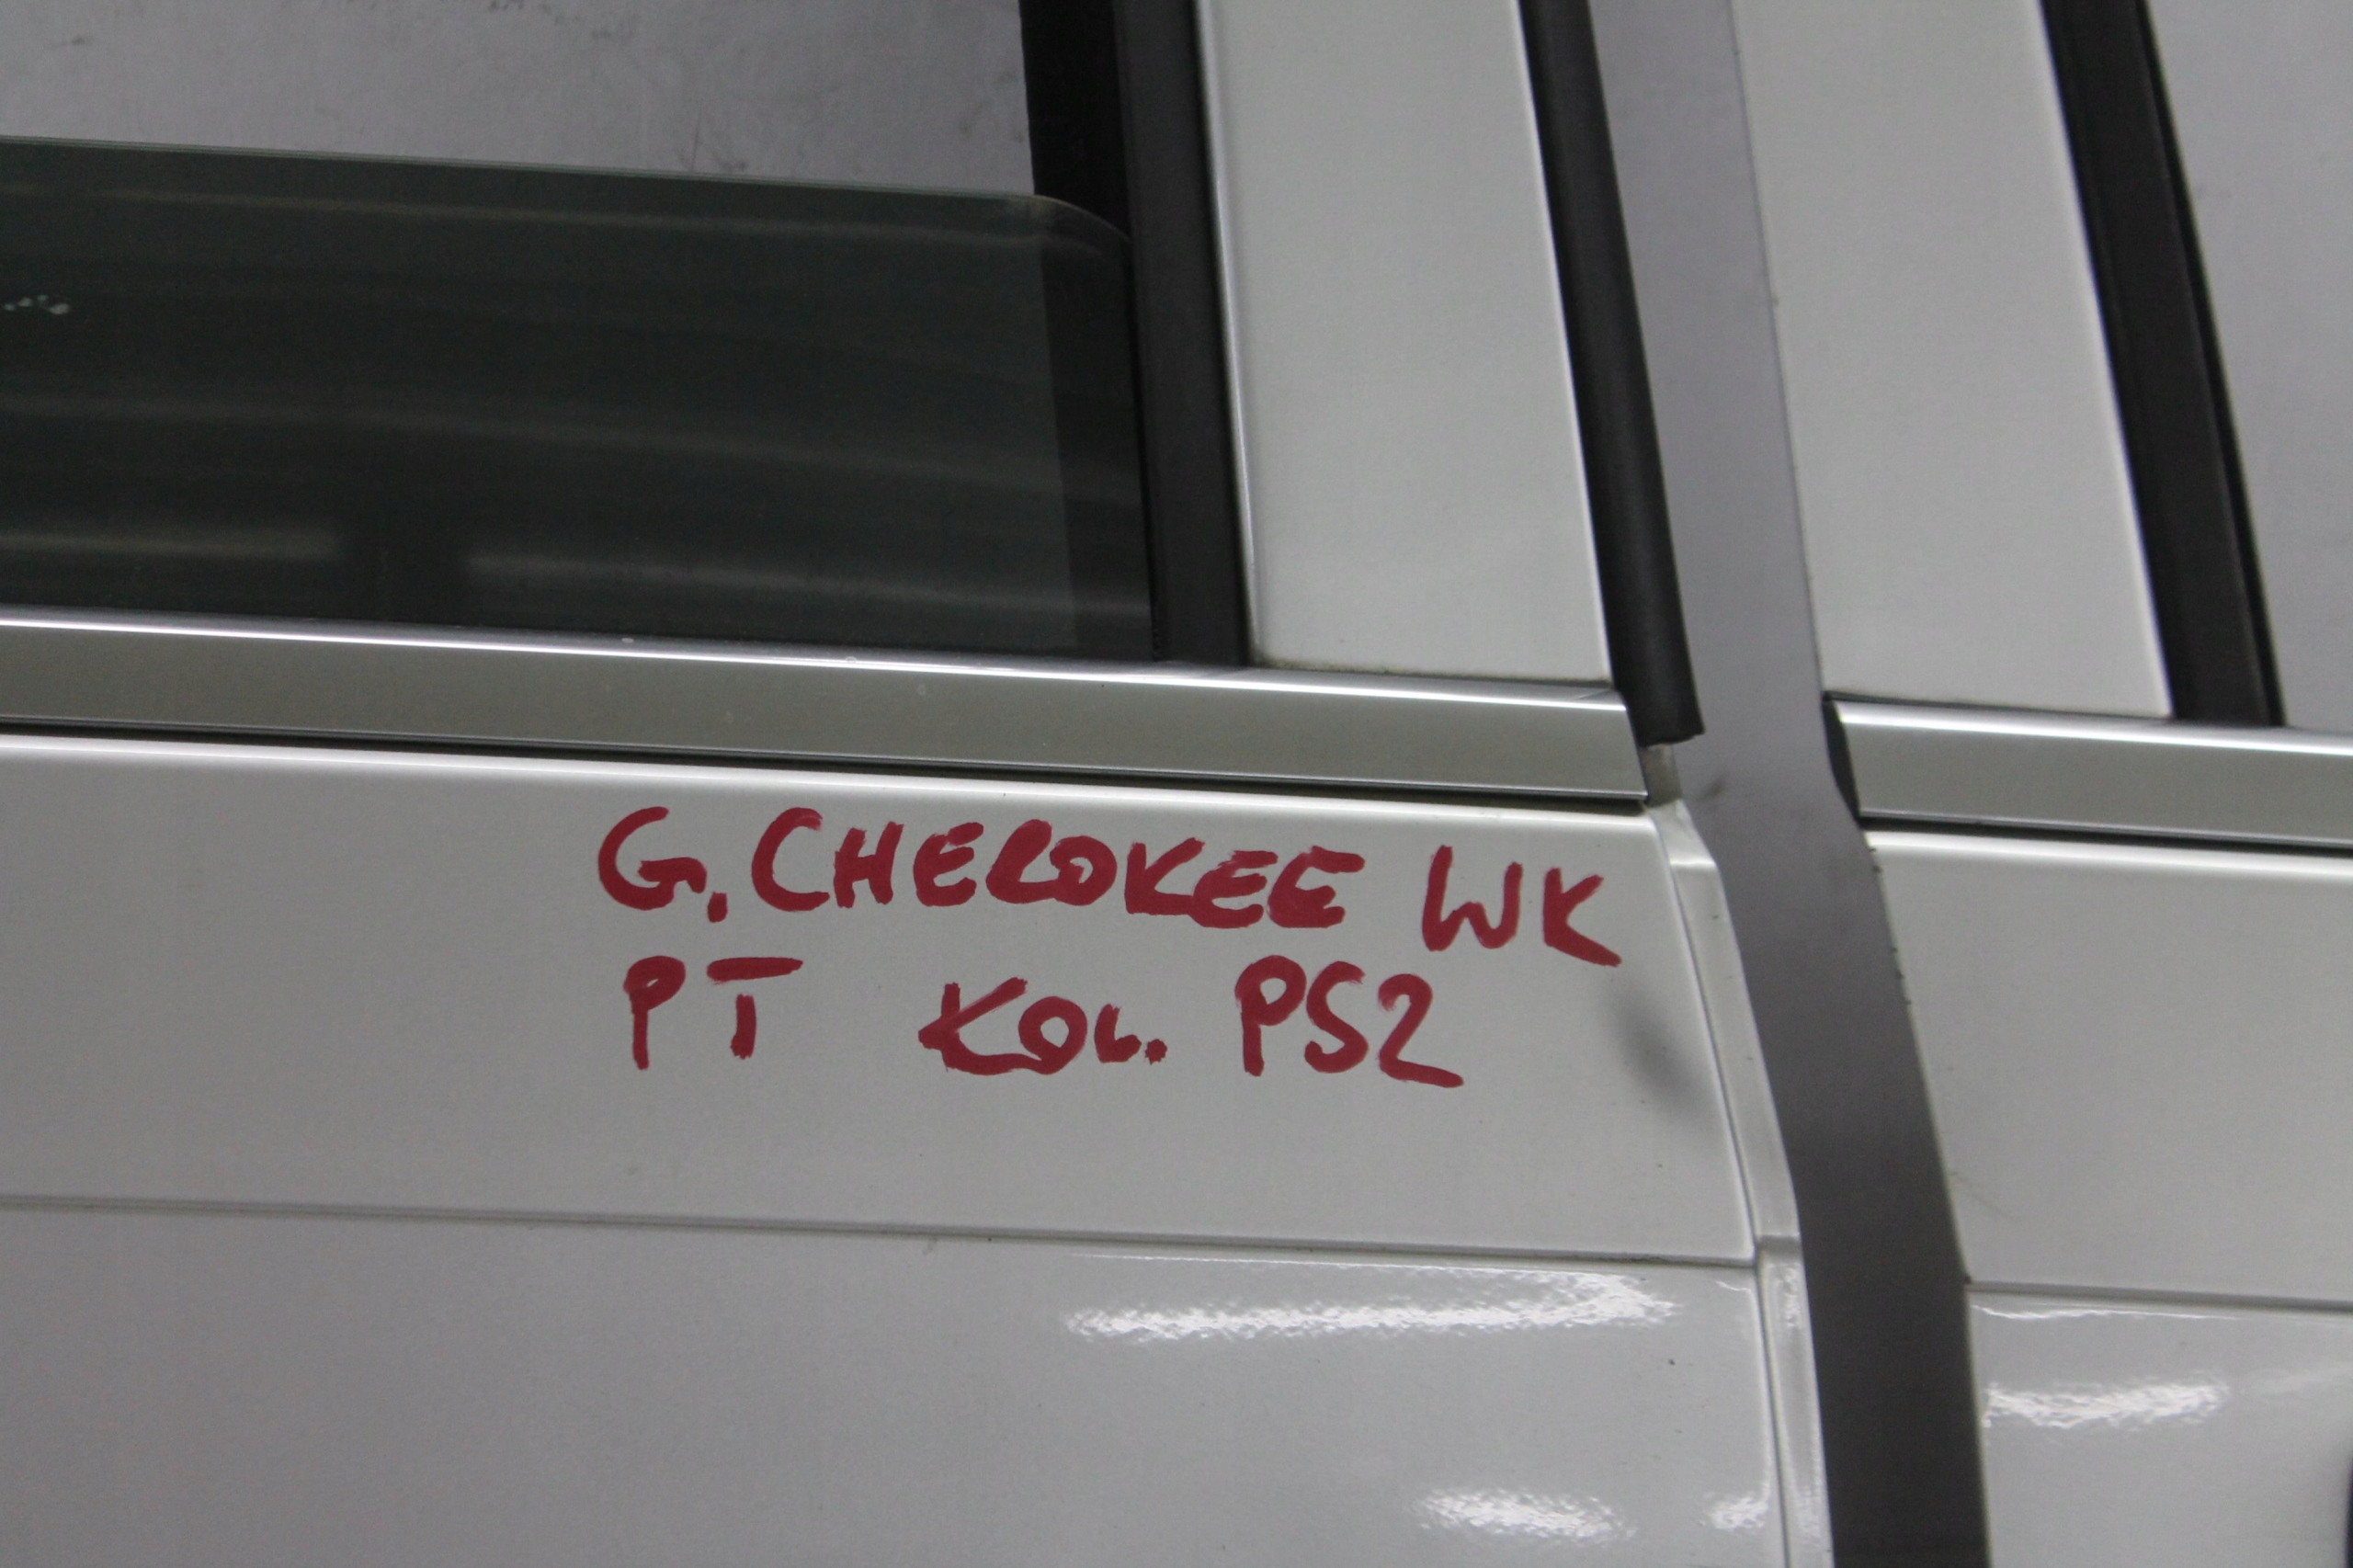 G. CHEROKEE WK
PT KOL. PS2